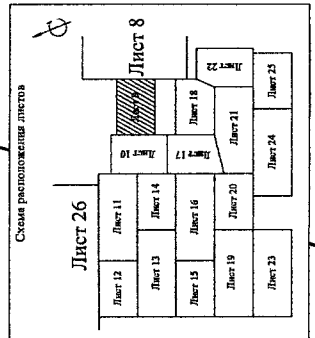 Схема расположения листов
С
Лист 8
Лист 26
Лист 22
Лист 18
Лист 10
Лист 17
Лист 11
Лист 14
Лист 12
Лист 13
Лист 16
Лист 15
Лист 21
Лист 20
Лист 19
Лист 25
Лист 24
Лист 23